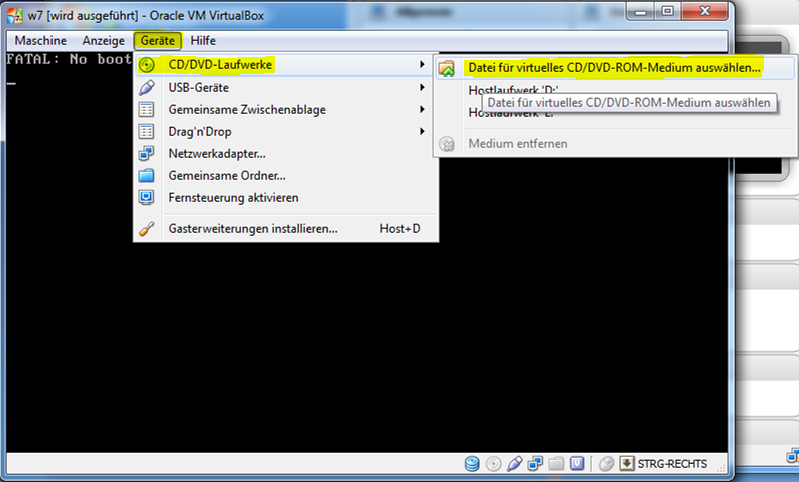 w7 [wird ausgeführt] - Oracle VM VirtualBox
Maschine Anzeige Geräte Hilfe
FATAL: No boot
CD/DVD-Laufwerke
USB-Geräte
Gemeinsame Zwischenablage
Drag'n'Drop
Netzwerkadapter...
Gemeinsame Ordner...
Fernsteuerung aktivieren
Gasterweiterungen installieren... Host+D
Datei für virtuelles CD/DVD-ROM-Medium auswählen...
Hostlaufwerk 'D:'
Datei für virtuelles CD/DVD-ROM-Medium auswählen
Hostlaufwerk
Medium entfernen
STRG-RECHTS